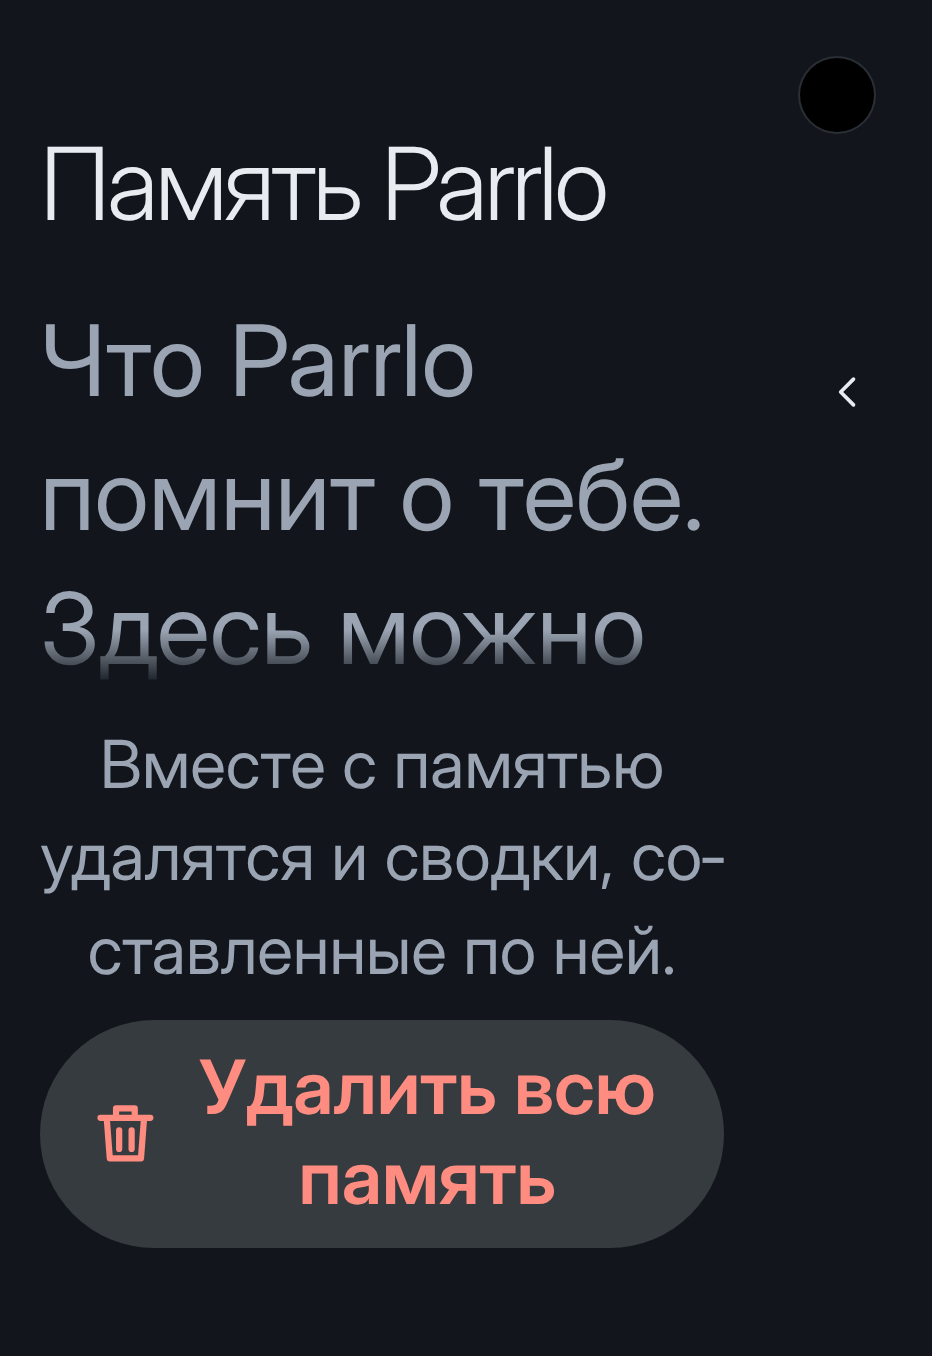 Память Parrlo
Что Parrlo
помнит о тебе.
Здесь можно
Вместе с памятью
удалятся и сводки, со-
ставленные по ней.
Удалить всю
память